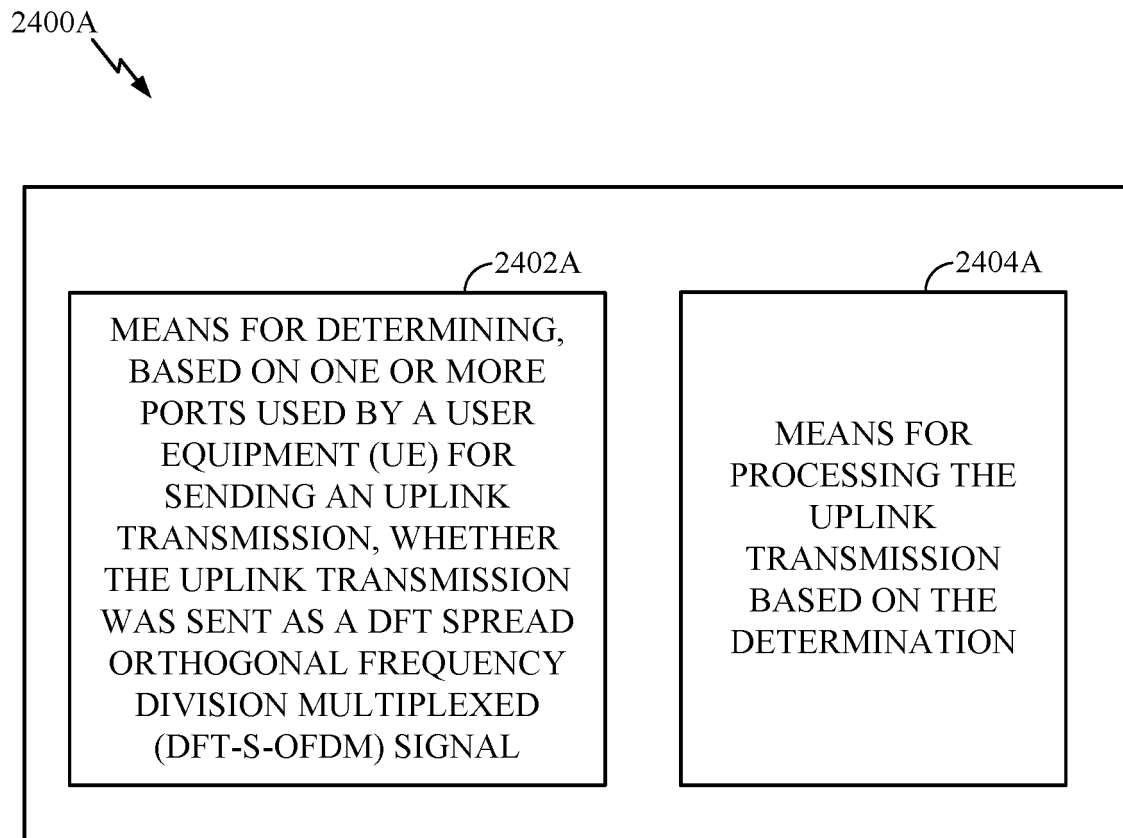 2400A
2402A
MEANS FOR DETERMINING,
BASED ON ONE OR MORE
PORTS USED BY A USER
EQUIPMENT (UE) FOR
SENDING AN UPLINK
TRANSMISSION, WHETHER
THE UPLINK TRANSMISSION
WAS SENT AS A DFT SPREAD
ORTHOGONAL FREQUENCY
DIVISION MULTIPLEXED
(DFT-S-OFDM) SIGNAL
2404A
MEANS FOR
PROCESSING THE
UPLINK
TRANSMISSION
BASED ON THE
DETERMINATION